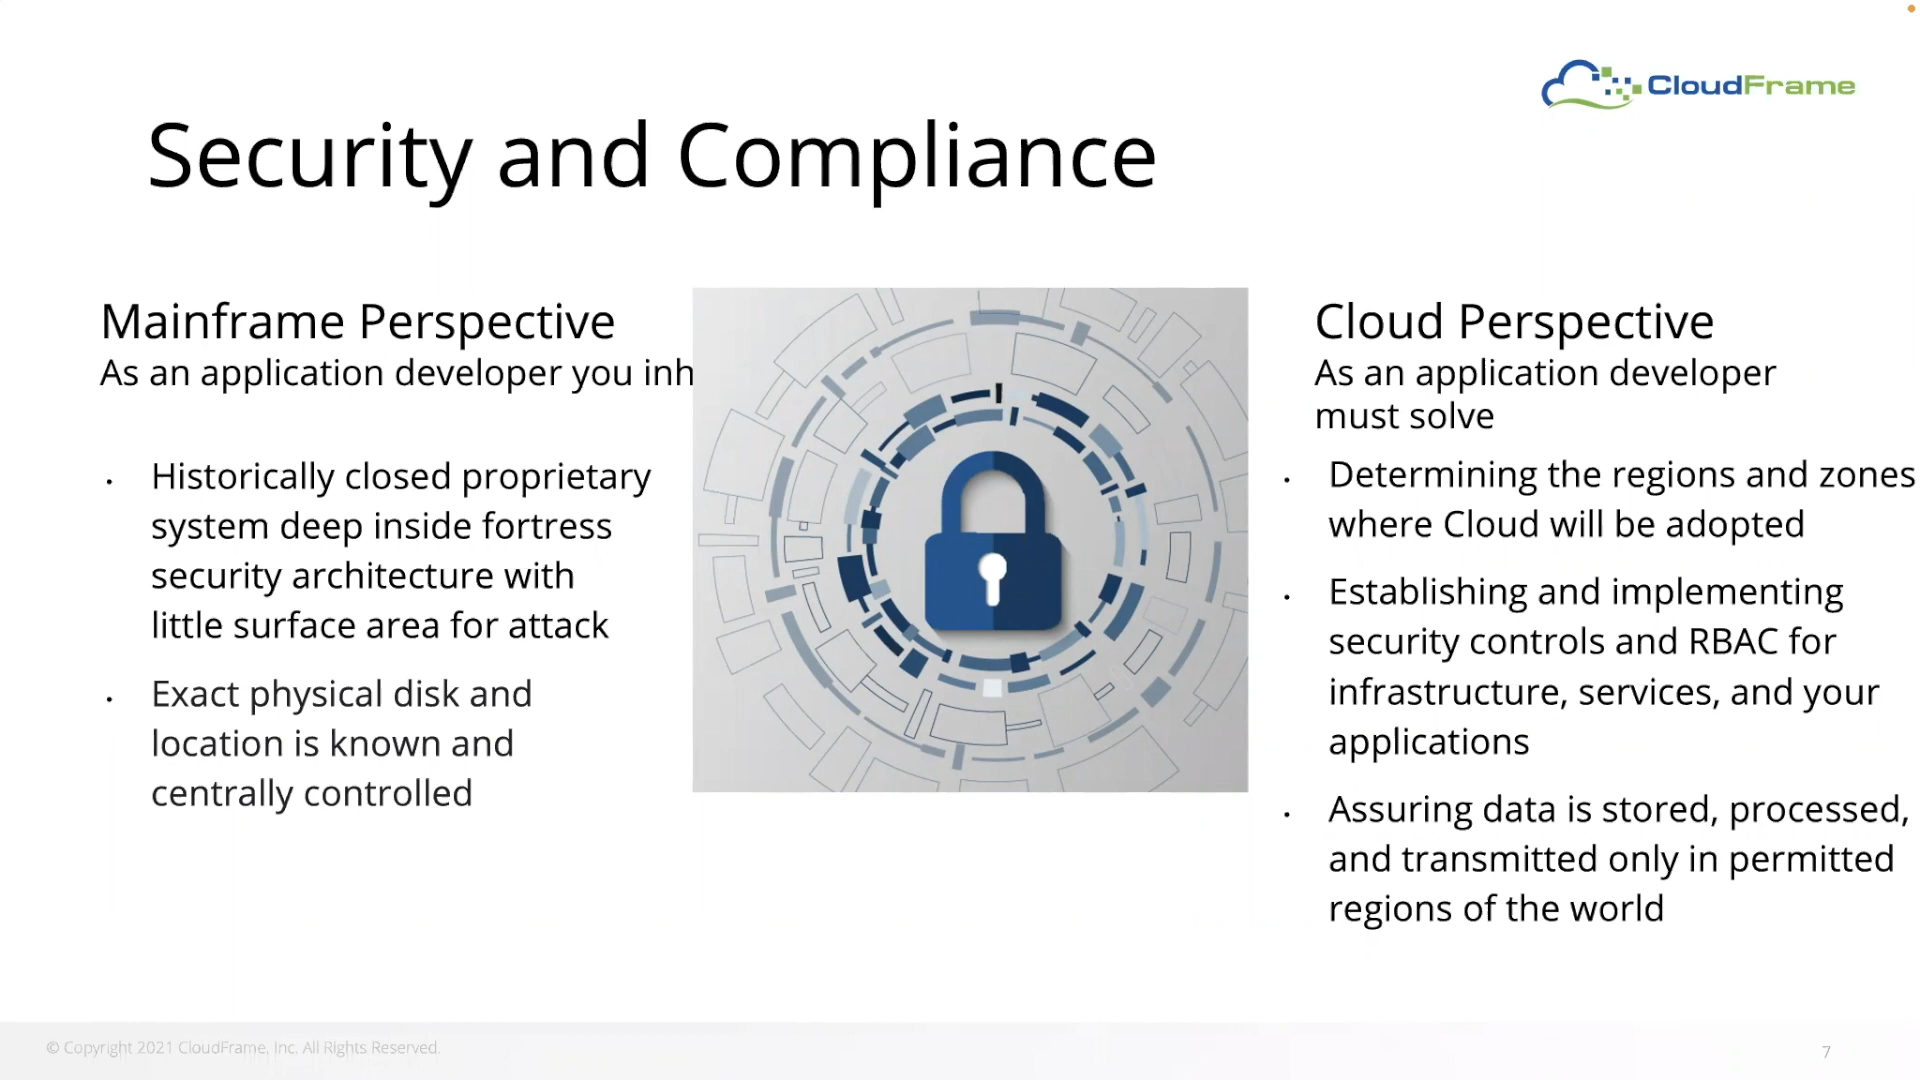 CloudFrame
Security and Compliance
Mainframe Perspective
As an application developer you inh
• Historically closed proprietary
system deep inside fortress
security architecture with
little surface area for attack
• Exact physical disk and
location is known and
centrally controlled
Cloud Perspective
As an application developer
must solve
• Determining the regions and zones
where Cloud will be adopted
• Establishing and implementing
security controls and RBAC for
infrastructure, services, and your
applications
• Assuring data is stored, processed,
and transmitted only in permitted
regions of the world
© Copyright 2021 CloudFrame, Inc. All Rights Reserved.
7